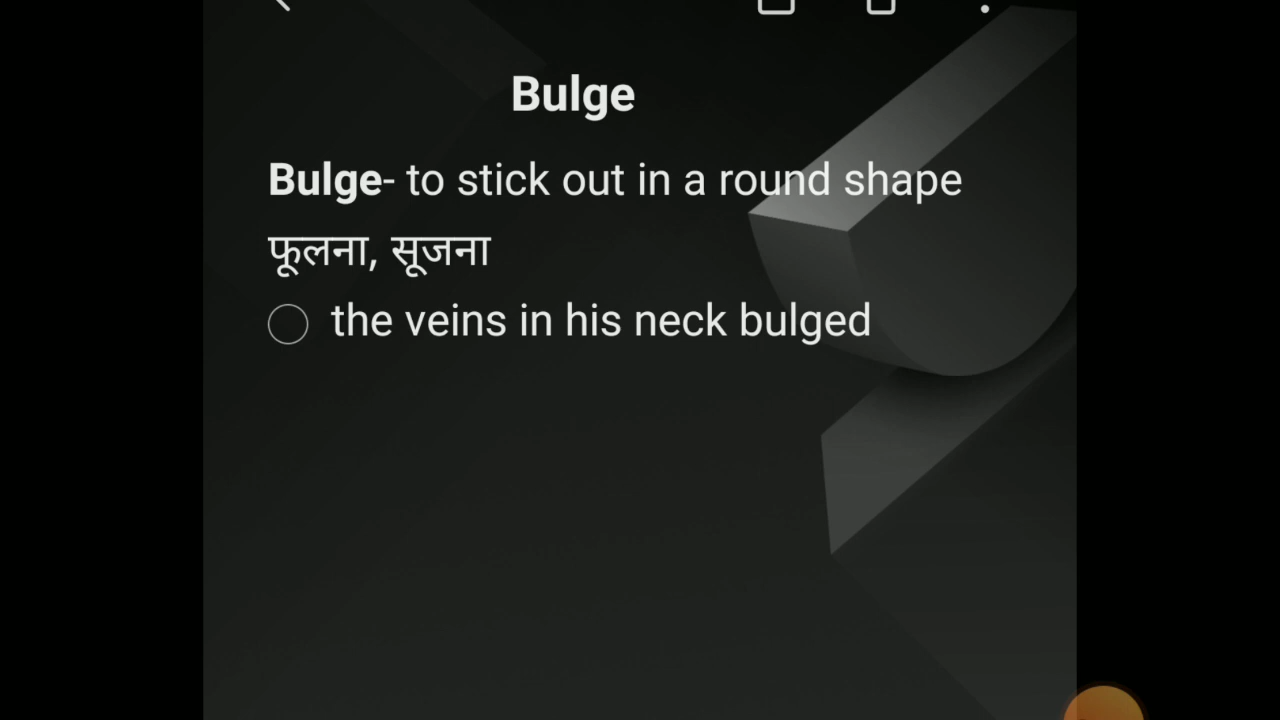 Bulge
Bulge- to stick out in a round shape
फूलना, सूजना
the veins in his neck bulged